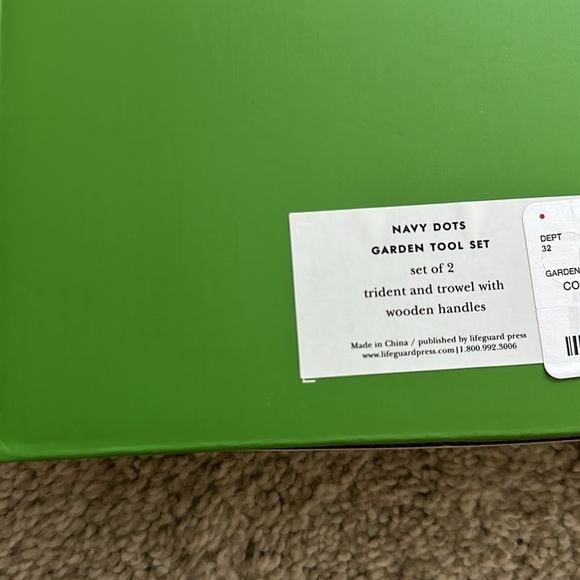 NAVY DOTS
GARDEN TOOL SET
set of 2
trident and trowel with
wooden handles
Made in China / published by lifeguard press
www.lifeguardpress.com|1.800.992.3006
DEPT
32
GARDEN
CO